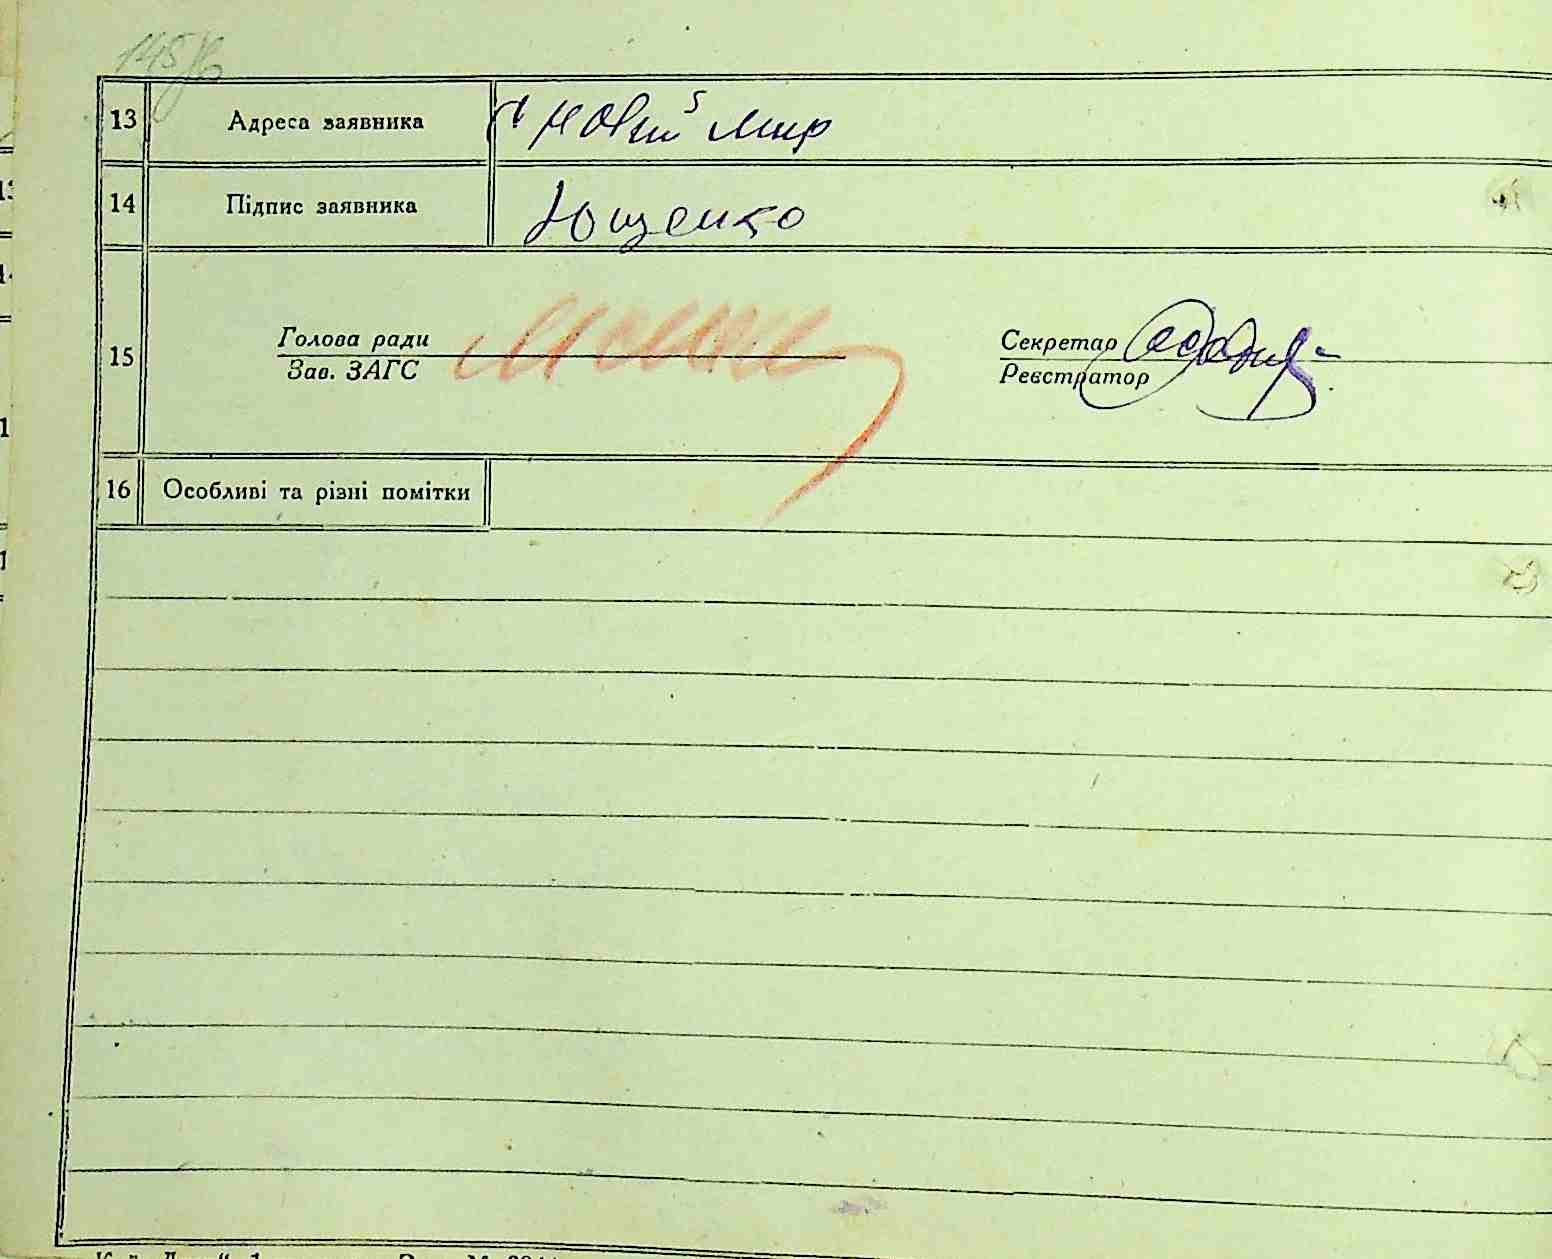 13 Адреса заявника с новий мир
14 Підпис заявника Ющенко
15 Голова ради Секретар
Зав. ЗАГС Реєстратор
16 Особливі та різні помітки